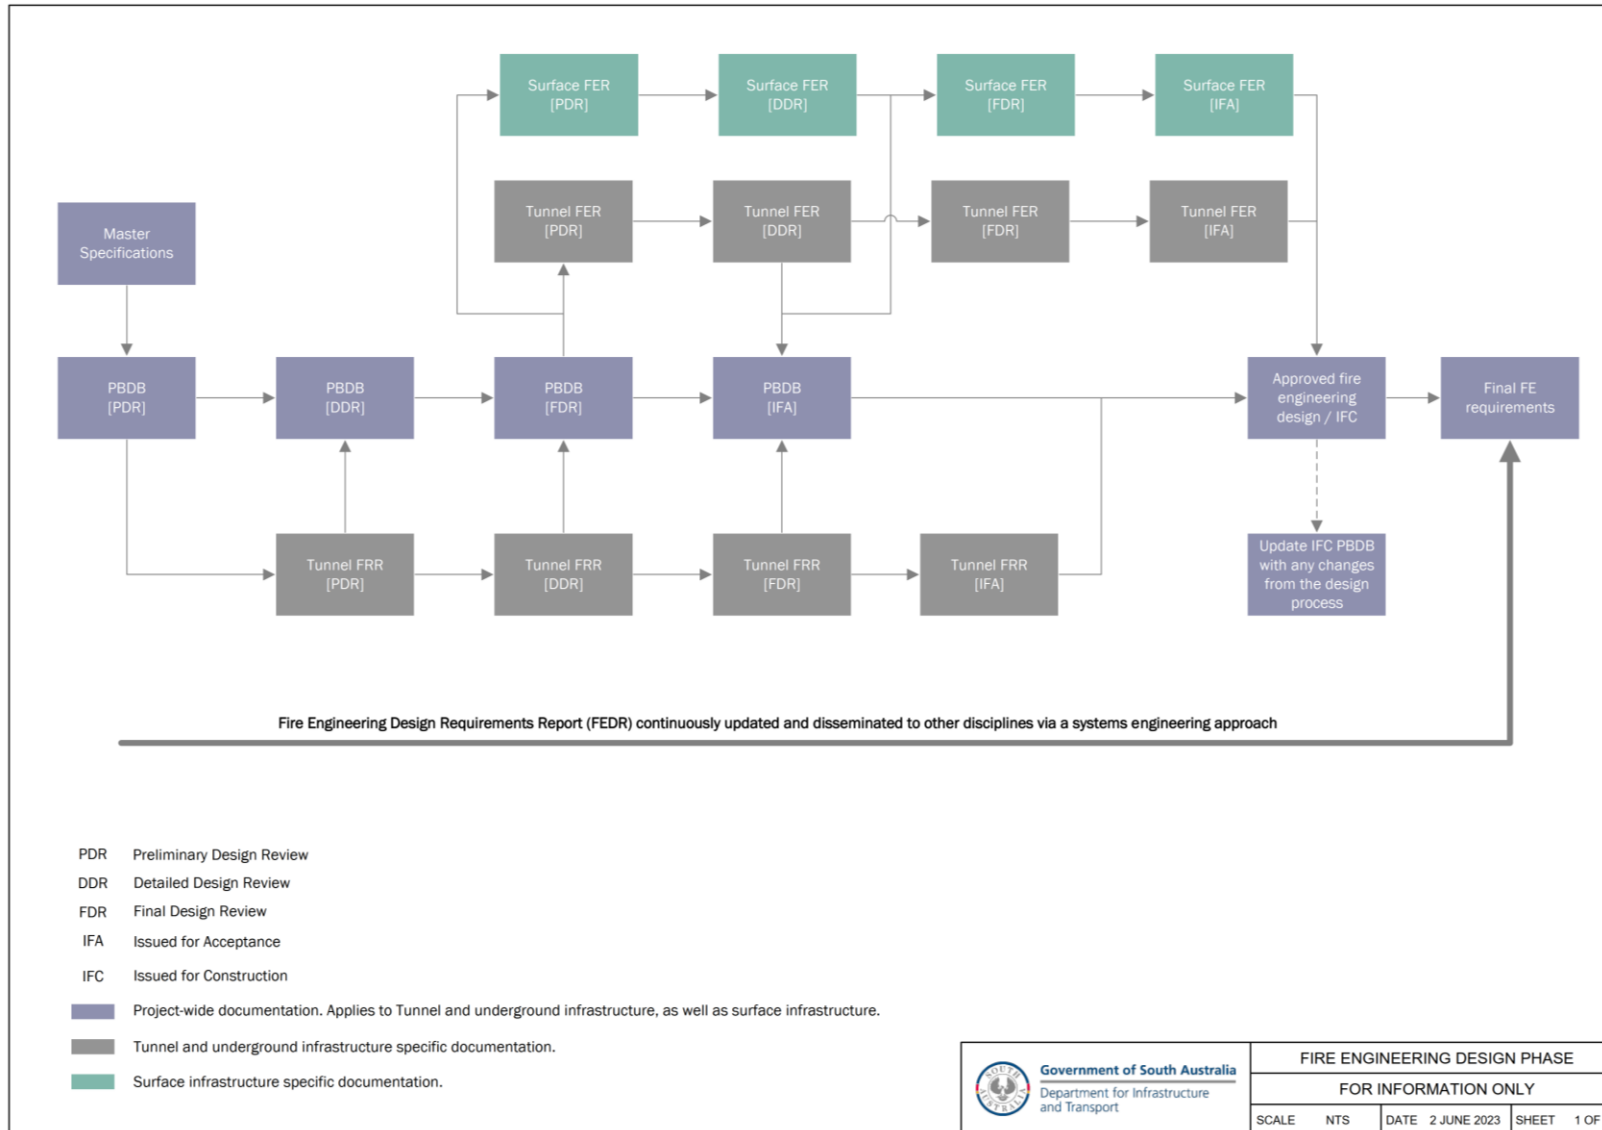 Surface FER
[PDR]
Surface FER
[DDR]
Surface FER
[FDR]
Surface FER
[IFA]
Tunnel FER
[PDR]
Tunnel FER
[DDR]
Tunnel FER
[FDR]
Tunnel FER
[IFA]
Master
Specifications
PBDB
[PDR]
PBDB
[DDR]
PBDB
[FDR]
PBDB
[IFA]
Approved fire
engineering
design / IFC
Final FE
requirements
Tunnel FRR
[PDR]
Tunnel FRR
[DDR]
Tunnel FRR
[FDR]
Tunnel FRR
[IFA]
Update IFC PBDB
with any changes
from the design
process
Fire Engineering Design Requirements Report (FEDR) continuously updated and disseminated to other disciplines via a systems engineering approach
PDR Preliminary Design Review
DDR Detailed Design Review
FDR Final Design Review
IFA Issued for Acceptance
IFC Issued for Construction
Project-wide documentation. Applies to Tunnel and underground infrastructure, as well as surface infrastructure.
Tunnel and underground infrastructure specific documentation.
Surface infrastructure specific documentation.
SOUTH
AUSTRALIA
Government of South Australia
Department for Infrastructure
and Transport
FIRE ENGINEERING DESIGN PHASE
FOR INFORMATION ONLY
SCALE NTS DATE 2 JUNE 2023 SHEET 1 OF